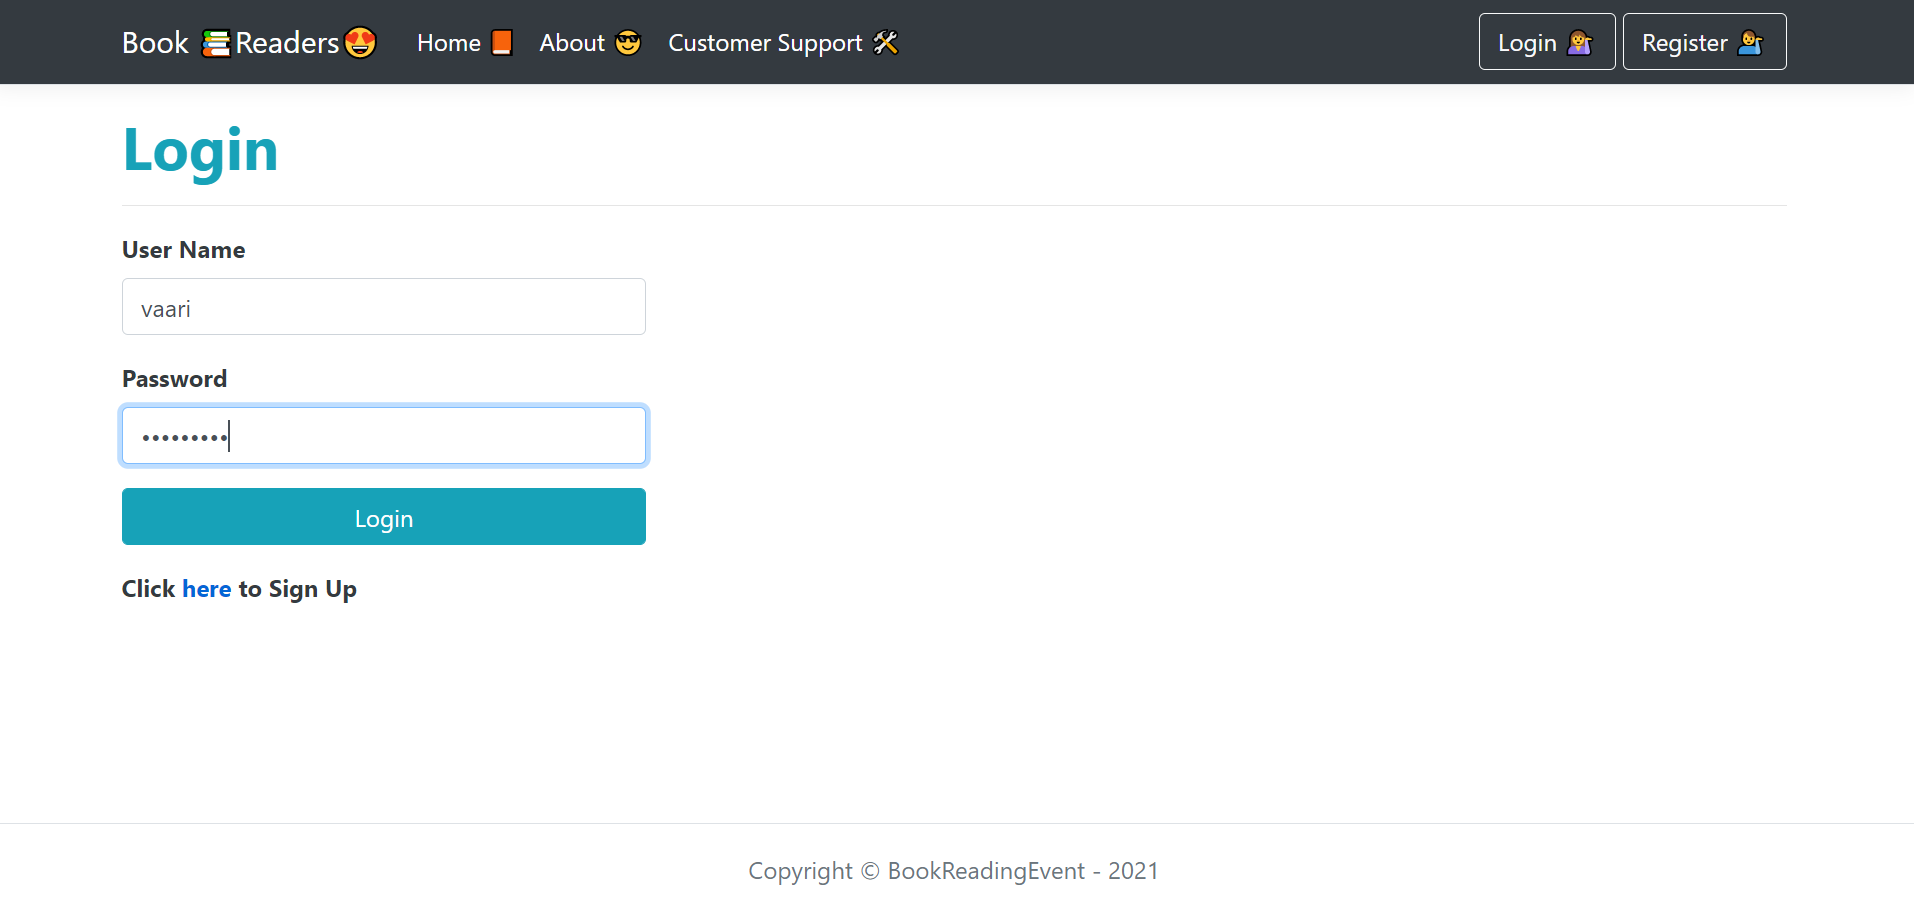 Book 📚Readers😍 Home 📕 About 😎 Customer Support 🛠 Login 💁‍♀️ Register 💁‍♂️
Login
User Name
vaari
Password
•••••••••
Login
Click here to Sign Up
Copyright © BookReadingEvent - 2021